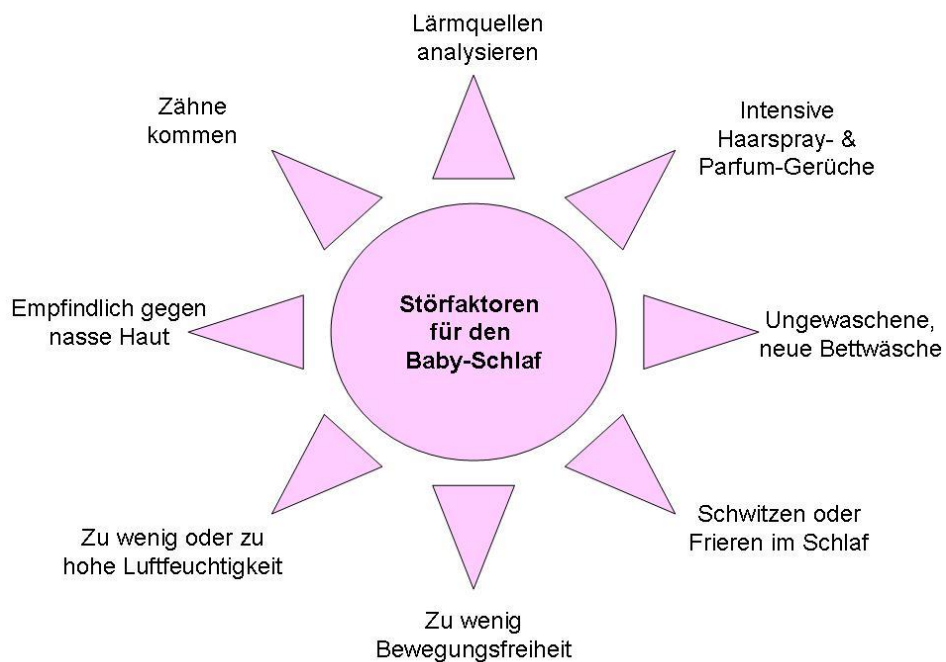 Lärmquellen
analysieren
Intensive
Haarspray- &
Parfum-Gerüche
Ungewaschene,
neue Bettwäsche
Schwitzen oder
Frieren im Schlaf
Zu wenig
Bewegungsfreiheit
Zu wenig oder zu
hohe Luftfeuchtigkeit
Empfindlich gegen
nasse Haut
Zähne
kommen
Störfaktoren
für den
Baby-Schlaf